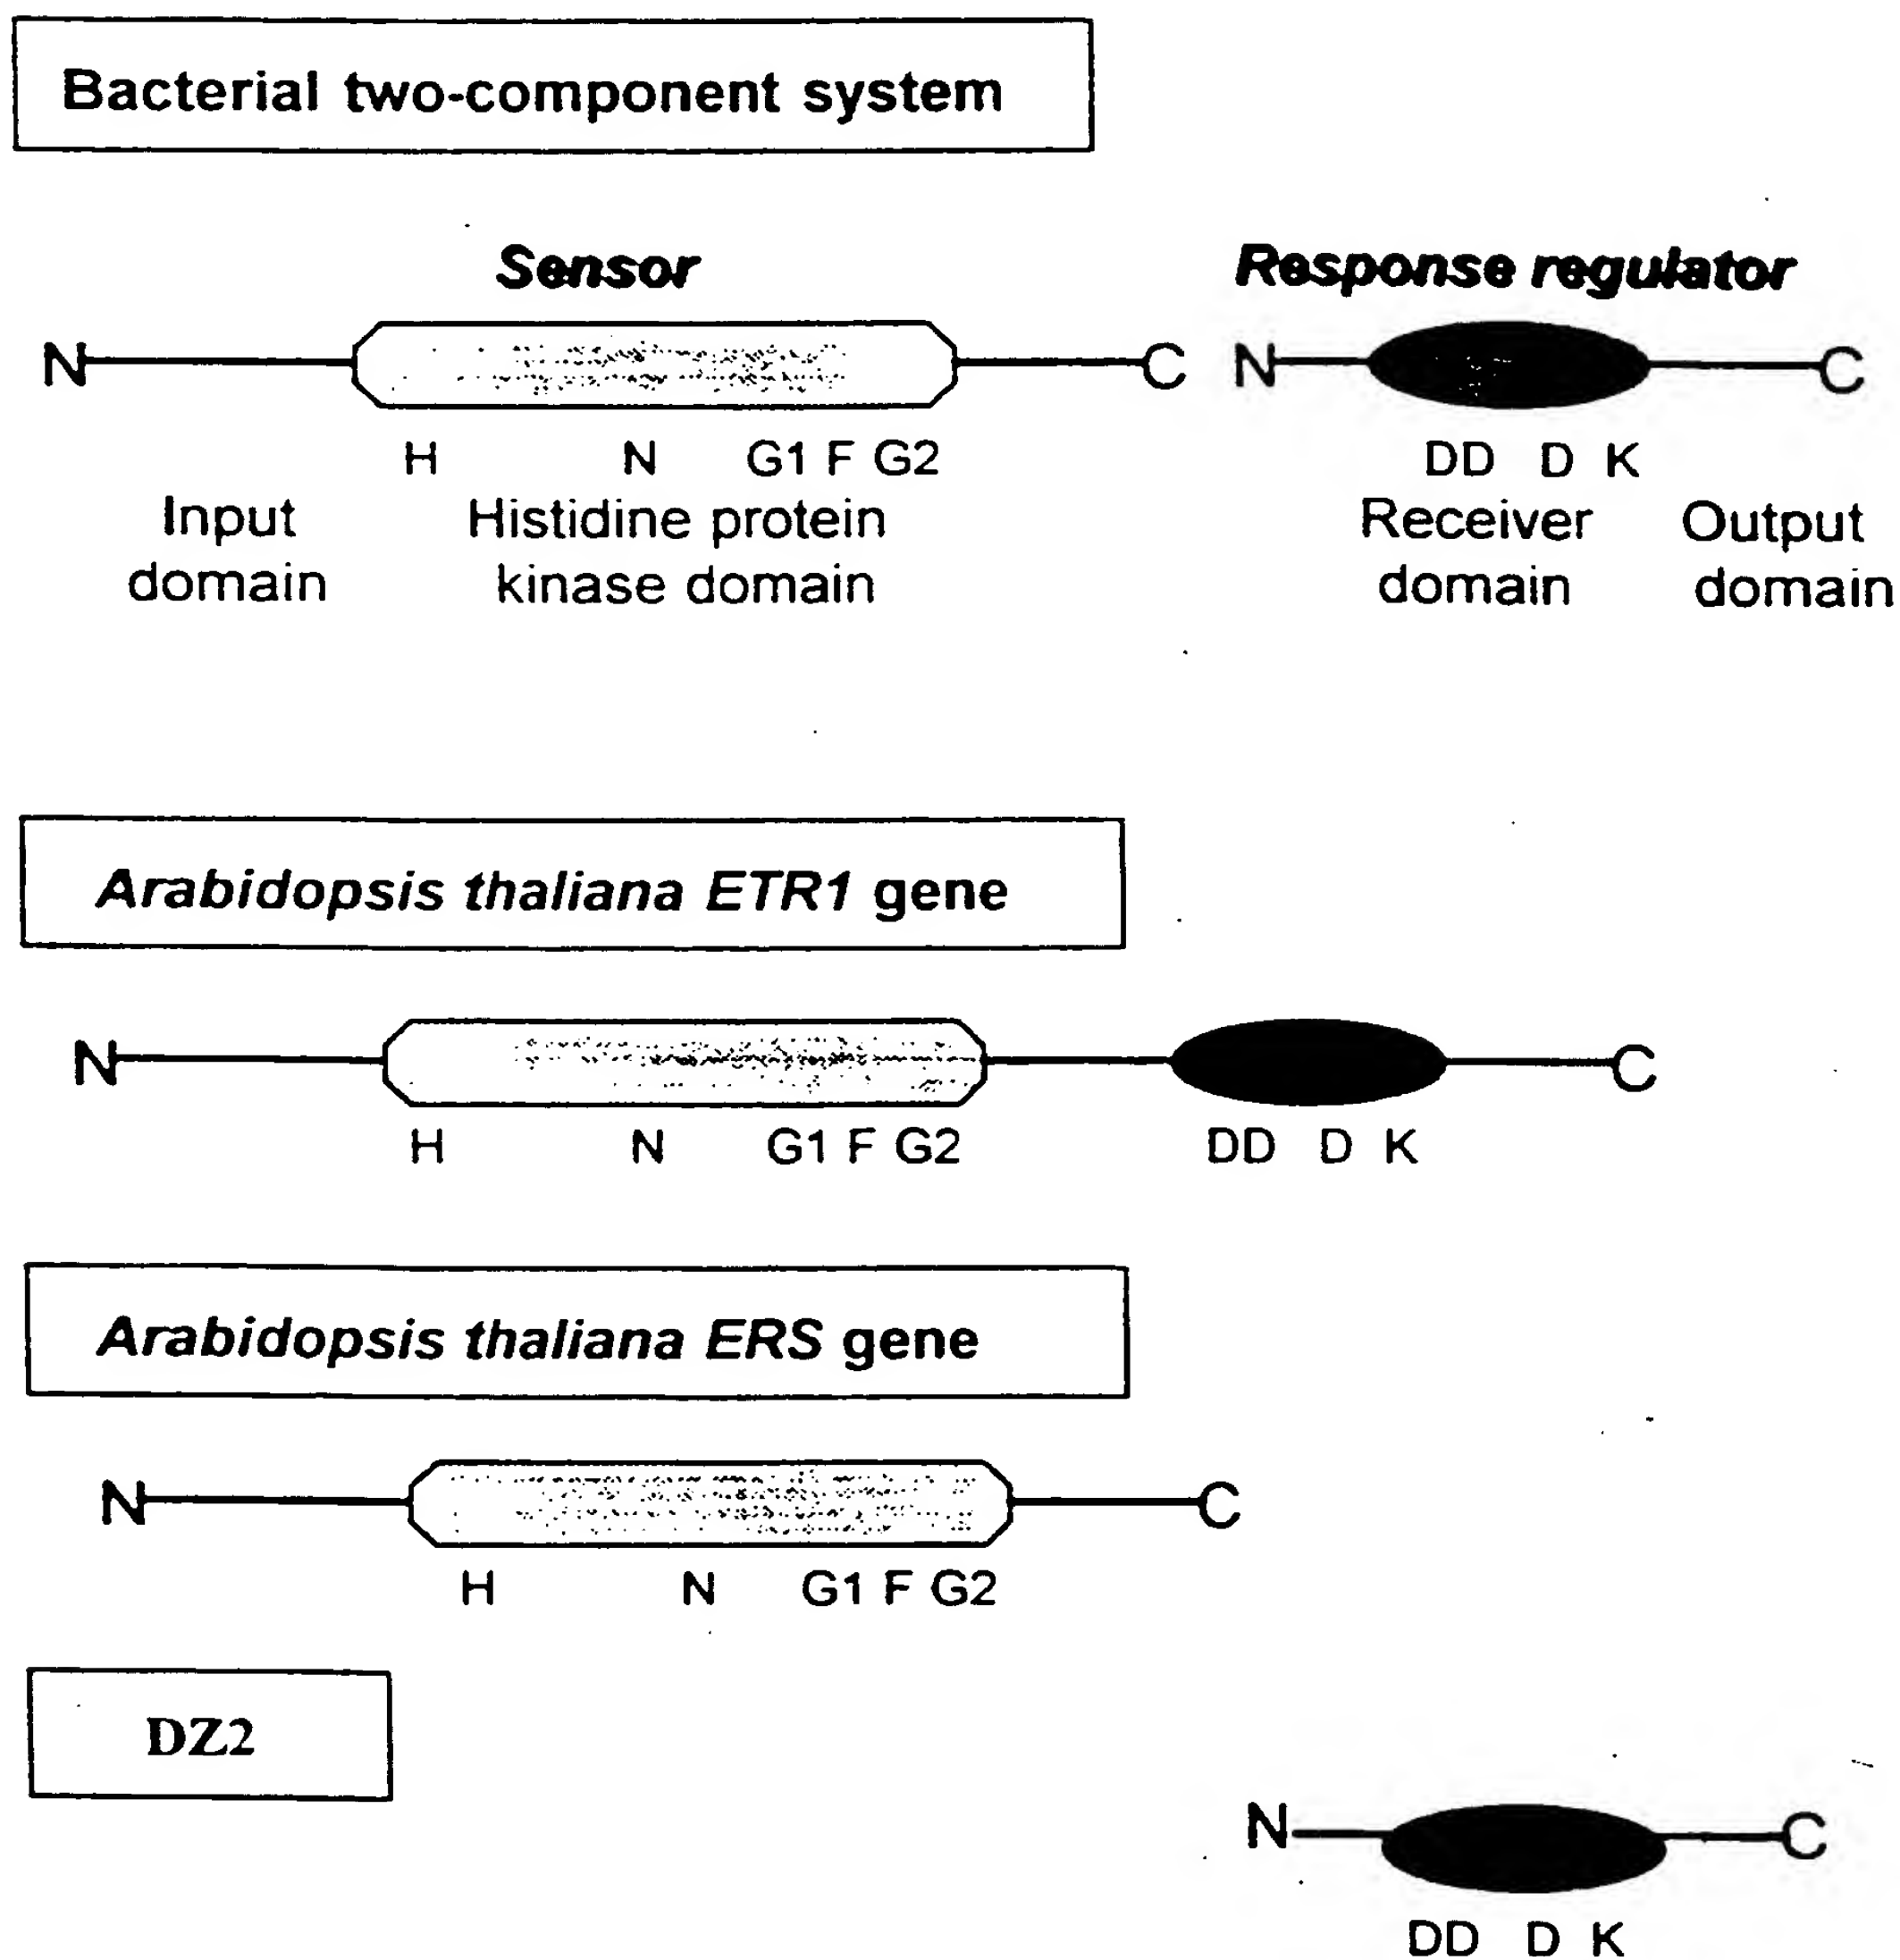 Bacterial two-component system
Sensor Response regulator
N C N C
H N G1 F G2 DD D K
Input Histidine protein Receiver Output
domain kinase domain domain domain
Arabidopsis thaliana ETR1 gene
N C
H N G1 F G2 DD D K
Arabidopsis thaliana ERS gene
N C
H N G1 F G2
DZ2
N C
DD D K